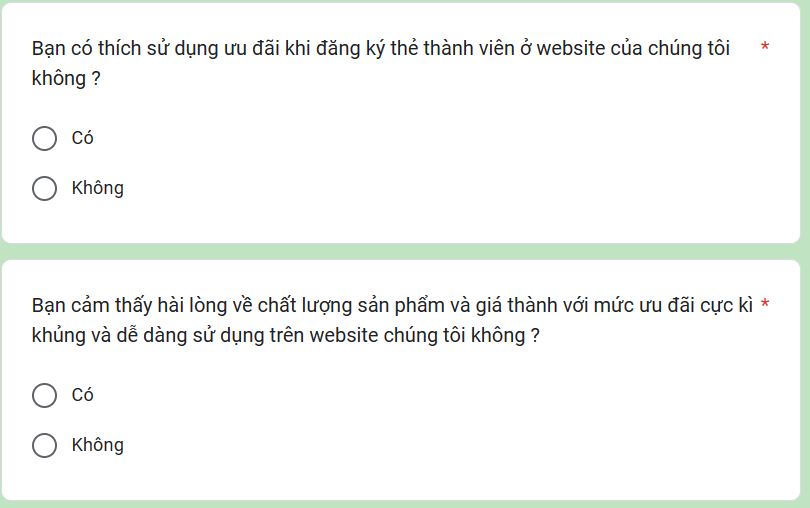 Bạn có thích sử dụng ưu đãi khi đăng ký thẻ thành viên ở website của chúng tôi *
không ?
Có
Không
Bạn cảm thấy hài lòng về chất lượng sản phẩm và giá thành với mức ưu đãi cực kì *
khủng và dễ dàng sử dụng trên website chúng tôi không ?
Có
Không